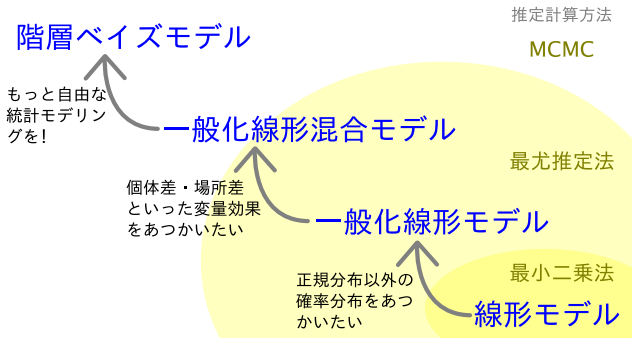 推定計算方法
階層ベイズモデル
MCMC
もっと自由な
統計モデリン
グを!
一般化線形混合モデル
最尤推定法
個体差・場所差
といった変量効果
をあつかいたい
一般化線形モデル
最小二乗法
正規分布以外の
確率分布をあつ
かいたい
線形モデル